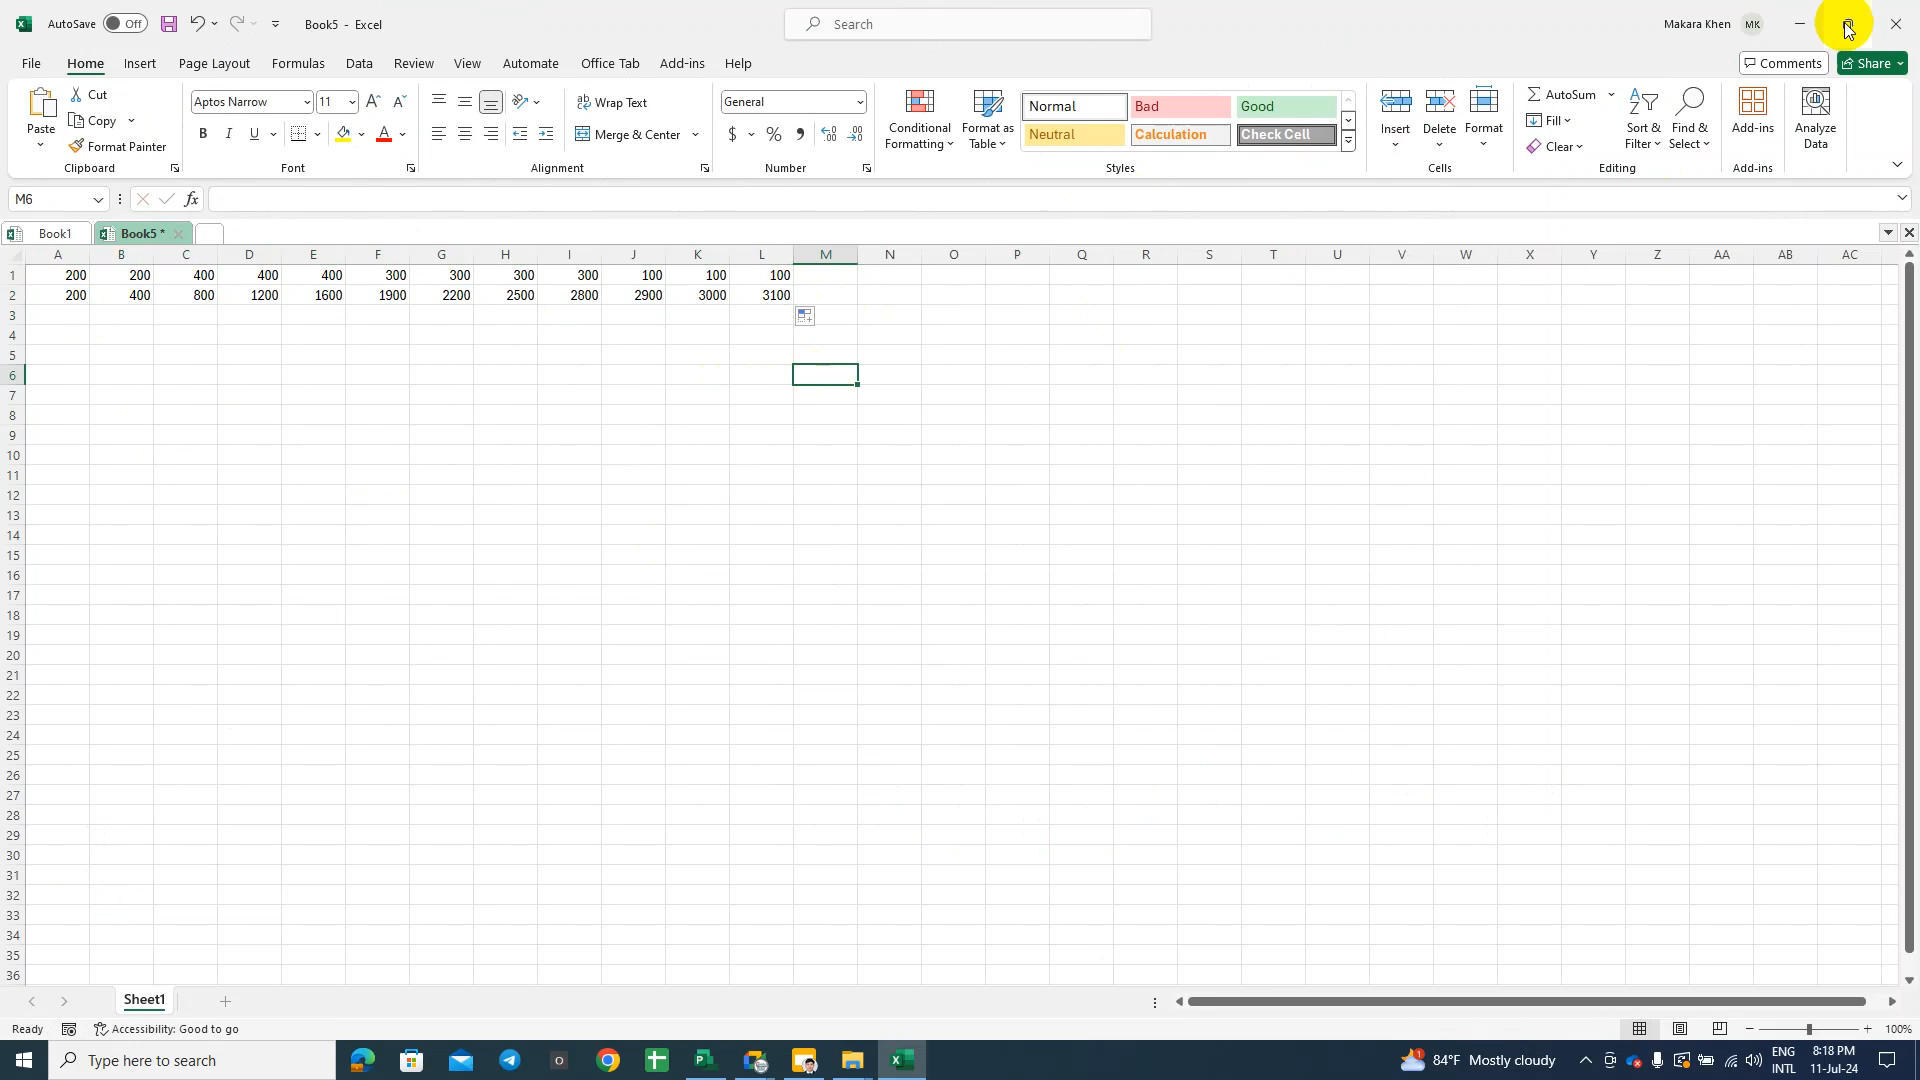 AutoSave Off Book5 - Excel Search Makara Khen MK
File Home Insert Page Layout Formulas Data Review View Automate Office Tab Add-ins Help Comments Share
Paste Cut Copy Format Painter Clipboard
Aptos Narrow 11 B I U Font
Wrap Text Merge & Center Alignment
General $ % Number
Conditional Formatting Format as Table Normal Bad Good Neutral Calculation Check Cell Styles
Insert Delete Format Cells
AutoSum Fill Clear Sort & Filter Find & Select Editing
Add-ins Add-ins
Analyze Data
M6 fx
Book1 Book5 *
A B C D E F G H I J K L M N O P Q R S T U V W X Y Z AA AB AC
1 200 200 400 400 400 300 300 300 300 100 100 100
2 200 400 800 1200 1600 1900 2200 2500 2800 2900 3000 3100
3
4
5
6
7
8
9
10
11
12
13
14
15
16
17
18
19
20
21
22
23
24
25
26
27
28
29
30
31
32
33
34
35
36
Sheet1
Ready Accessibility: Good to go 100%
Type here to search 84°F Mostly cloudy ENG INTL 8:18 PM 11-Jul-24